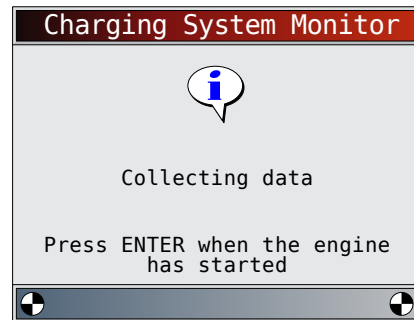 Charging System Monitor
i
Collecting data
Press ENTER when the engine
has started